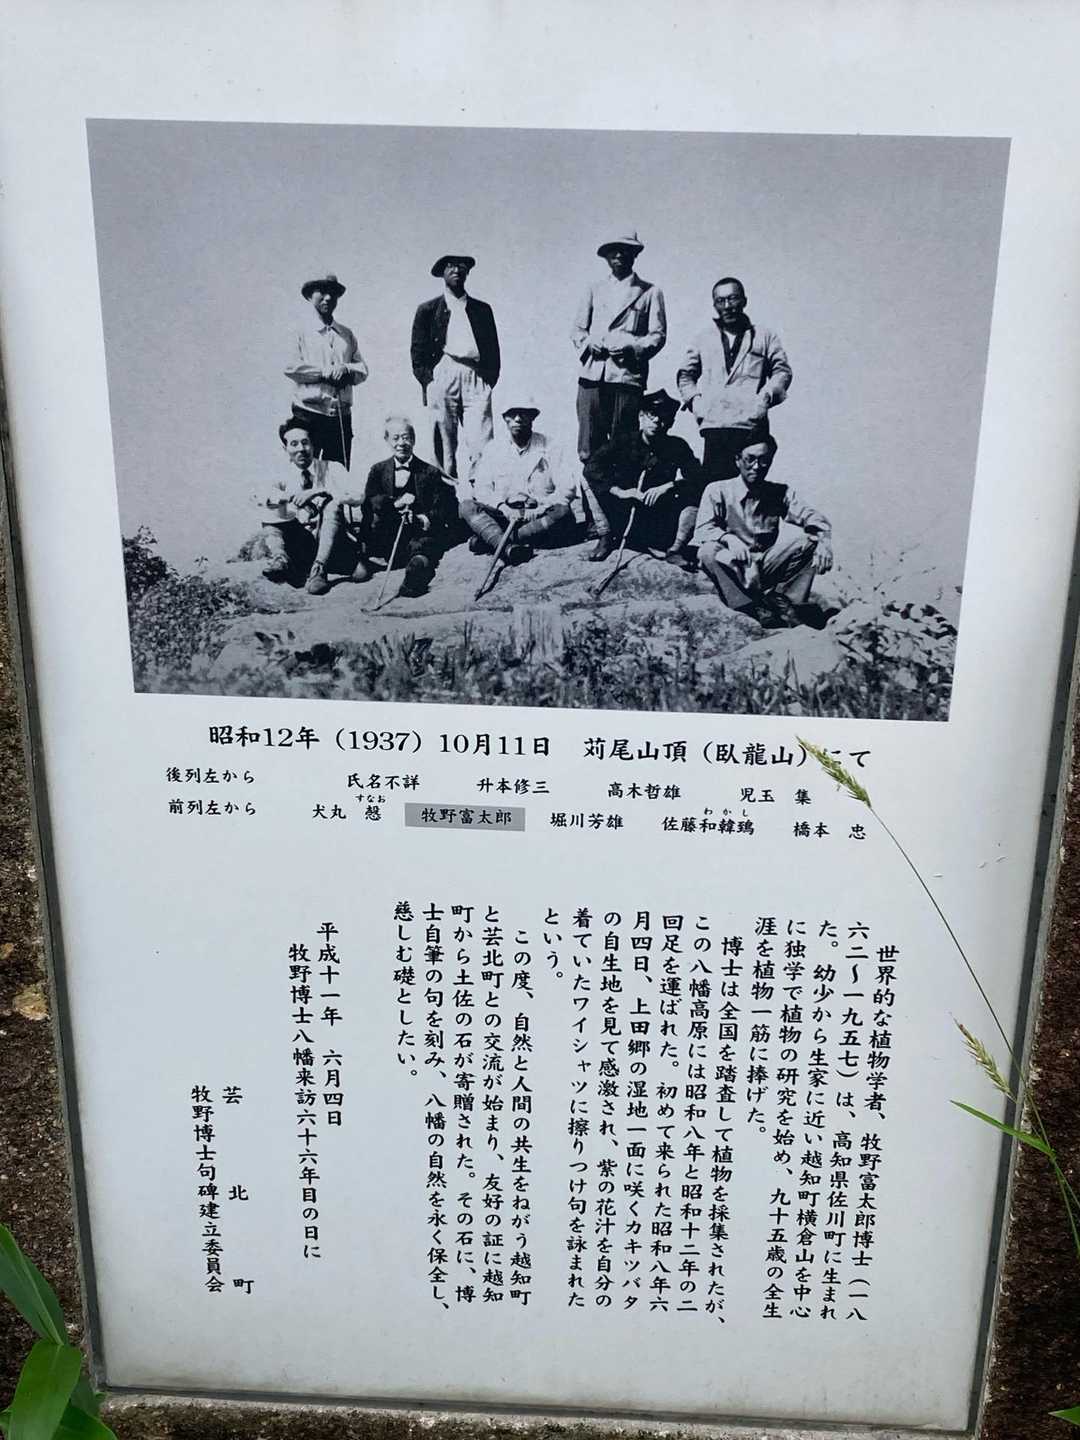 昭和12年（1937）10月11日　苅尾山頂（臥龍山）にて
後列左から　氏名不詳　升本修三　高木哲雄　児玉　集
すなお　わかし
前列左から　犬丸　愨　牧野富太郎　堀川芳雄　佐藤和韓鵄　橋本　忠
世界的な植物学者、牧野富太郎博士（一八
六二〜一九五七）は、高知県佐川町に生まれ
た。幼少から生家に近い越知町横倉山を中心
に独学で植物の研究を始め、九十五歳の全生
涯を植物一筋に捧げた。
博士は全国を踏査して植物を採集されたが、
この八幡高原には昭和八年と昭和十二年の二
回足を運ばれた。初めて来られた昭和八年六
月四日、上田郷の湿地一面に咲くカキツバタ
の自生地を見て感激され、紫の花汁を自分の
着ていたワイシャツに擦りつけ句を詠まれた
という。
この度、自然と人間の共生をねがう越知町
と芸北町との交流が始まり、友好の証に越知
町から土佐の石が寄贈された。その石に、博
士自筆の句を刻み、八幡の自然を永く保全し、
慈しむ礎としたい。
平成十一年　六月四日
牧野博士八幡来訪六十六年目の日に
芸北町
牧野博士句碑建立委員会